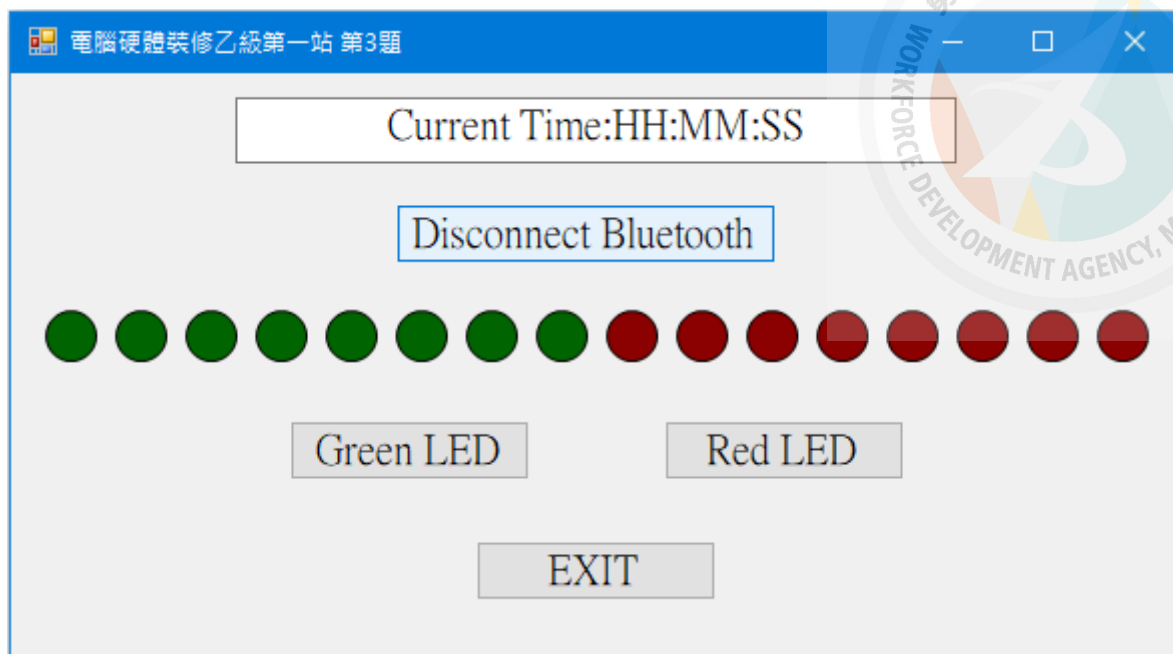 電腦硬體裝修乙級第一站 第3題
Current Time:HH:MM:SS
Disconnect Bluetooth
Green LED
Red LED
EXIT
WORKFORCE DEVELOPMENT AGENCY,